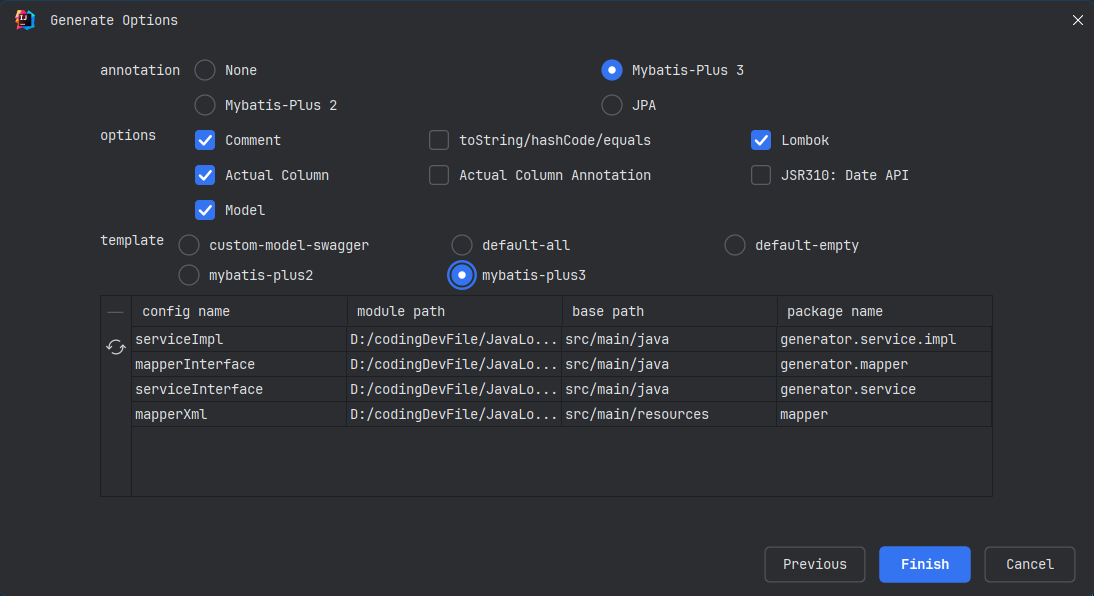 Generate Options
annotation None Mybatis-Plus 3
Mybatis-Plus 2 JPA
options Comment toString/hashCode/equals Lombok
Actual Column Actual Column Annotation JSR310: Date API
Model
template custom-model-swagger default-all default-empty
mybatis-plus2 mybatis-plus3
config name module path base path package name
serviceImpl D:/codingDevFile/JavaLo... src/main/java generator.service.impl
mapperInterface D:/codingDevFile/JavaLo... src/main/java generator.mapper
serviceInterface D:/codingDevFile/JavaLo... src/main/java generator.service
mapperXml D:/codingDevFile/JavaLo... src/main/resources mapper
Previous Finish Cancel